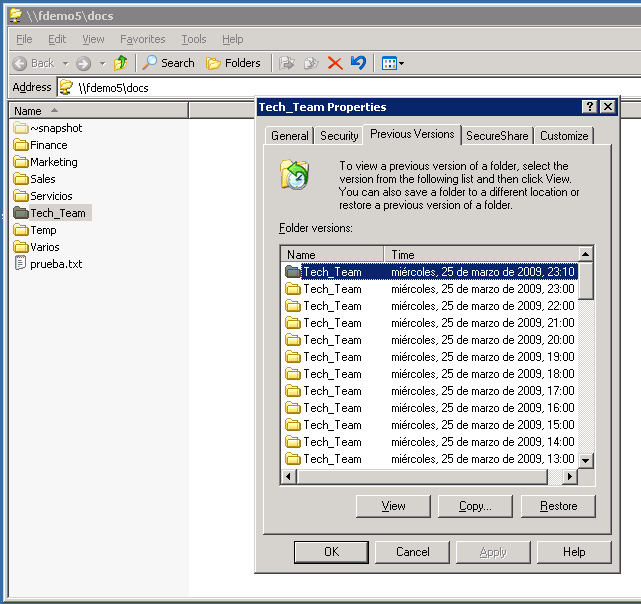 \\fdemo5\docs
File Edit View Favorites Tools Help
Back Search Folders
Address \\fdemo5\docs
Name
~snapshot
Finance
Marketing
Sales
Servicios
Tech_Team
Temp
Varios
prueba.txt
Tech_Team Properties
General Security Previous Versions SecureShare Customize
To view a previous version of a folder, select the
version from the following list and then click View.
You can also save a folder to a different location or
restore a previous version of a folder.
Folder versions:
Name Time
Tech_Team miércoles, 25 de marzo de 2009, 23:10
Tech_Team miércoles, 25 de marzo de 2009, 23:00
Tech_Team miércoles, 25 de marzo de 2009, 22:00
Tech_Team miércoles, 25 de marzo de 2009, 21:00
Tech_Team miércoles, 25 de marzo de 2009, 20:00
Tech_Team miércoles, 25 de marzo de 2009, 19:00
Tech_Team miércoles, 25 de marzo de 2009, 18:00
Tech_Team miércoles, 25 de marzo de 2009, 17:00
Tech_Team miércoles, 25 de marzo de 2009, 16:00
Tech_Team miércoles, 25 de marzo de 2009, 15:00
Tech_Team miércoles, 25 de marzo de 2009, 14:00
Tech_Team miércoles, 25 de marzo de 2009, 13:00
View Copy... Restore
OK Cancel Apply Help